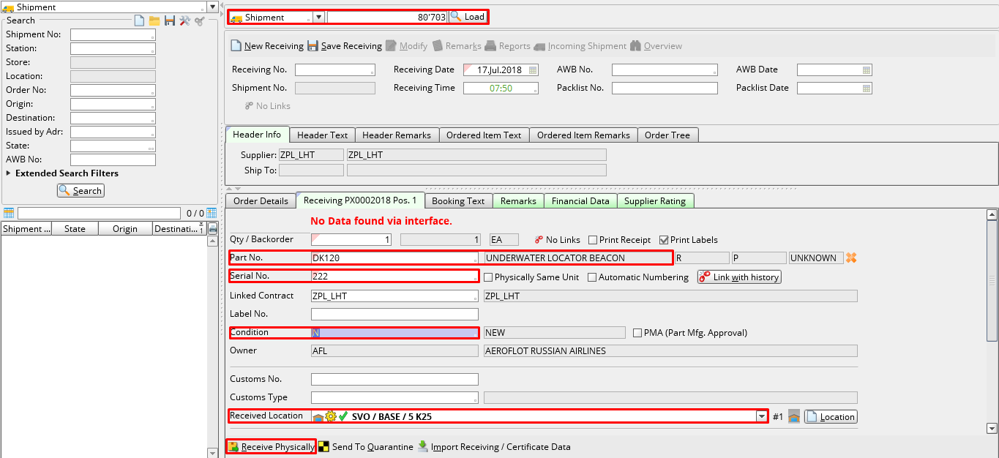 Shipment
Search
Shipment No:
Station:
Store:
Location:
Order No:
Origin:
Destination:
Issued by Adr:
State:
AWB No:
Extended Search Filters
Search
0 / 0
Shipment ... State Origin Destinati... 1
Shipment 80'703 Load
New Receiving Save Receiving Modify Remarks Reports Incoming Shipment Overview
Receiving No. Receiving Date 17.Jul.2018 AWB No. AWB Date
Shipment No. Receiving Time 07:50 Packlist No. Packlist Date
No Links
Header Info Header Text Header Remarks Ordered Item Text Ordered Item Remarks Order Tree
Supplier: ZPL_LHT ZPL_LHT
Ship To:
Order Details Receiving PX0002018 Pos. 1 Booking Text Remarks Financial Data Supplier Rating
No Data found via interface.
Qty / Backorder 1 1 EA No Links Print Receipt Print Labels
Part No. DK120 UNDERWATER LOCATOR BEACON R P UNKNOWN
Serial No. 222 Physically Same Unit Automatic Numbering Link with history
Linked Contract ZPL_LHT ZPL_LHT
Label No.
Condition N NEW PMA (Part Mfg. Approval)
Owner AFL AEROFLOT RUSSIAN AIRLINES
Customs No.
Customs Type
Received Location SVO / BASE / 5 K25 #1 Location
Receive Physically Send To Quarantine Import Receiving / Certificate Data